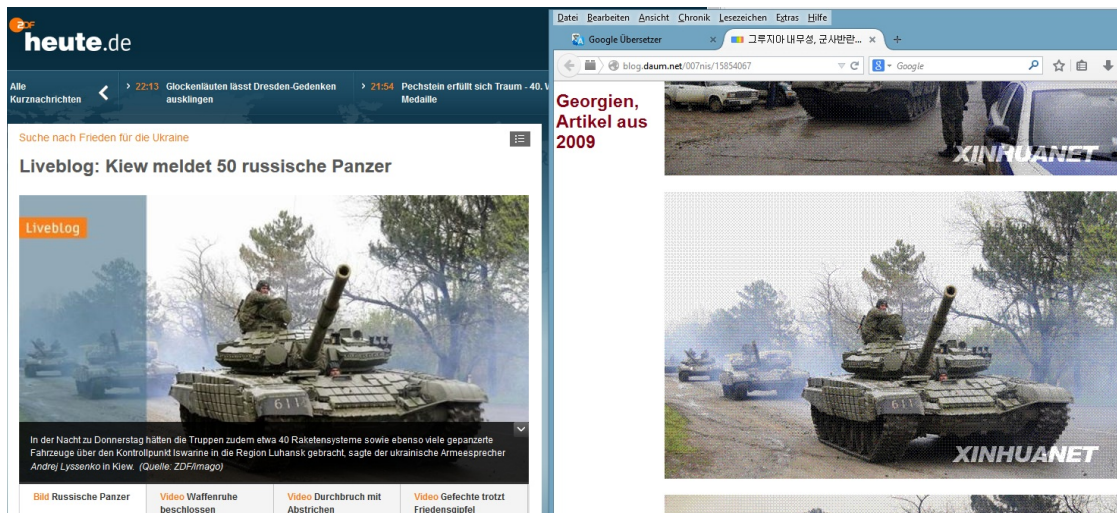 ZDF
heute.de
Alle
Kurznachrichten
22:13 Glockenläuten lässt Dresden-Gedenken
ausklingen
21:54 Pechstein erfüllt sich Traum - 40. V
Medaille
Suche nach Frieden für die Ukraine
Liveblog: Kiew meldet 50 russische Panzer
Liveblog
611
In der Nacht zu Donnerstag hätten die Truppen zudem etwa 40 Raketensysteme sowie ebenso viele gepanzerte
Fahrzeuge über den Kontrollpunkt Iswarine in die Region Luhansk gebracht, sagte der ukrainische Armeesprecher
Andrej Lyssenko in Kiew. (Quelle: ZDF/imago)
Bild Russische Panzer
Video Waffenruhe
beschlossen
Video Durchbruch mit
Abstrichen
Video Gefechte trotzt
Friedensgipfel
Datei Bearbeiten Ansicht Chronik Lesezeichen Extras Hilfe
Google Übersetzer
그루지아 내무성, 군사반란...
blog.daum.net/007nis/15854067
Google
Georgien,
Artikel aus
2009
XINHUANET
611
XINHUANET